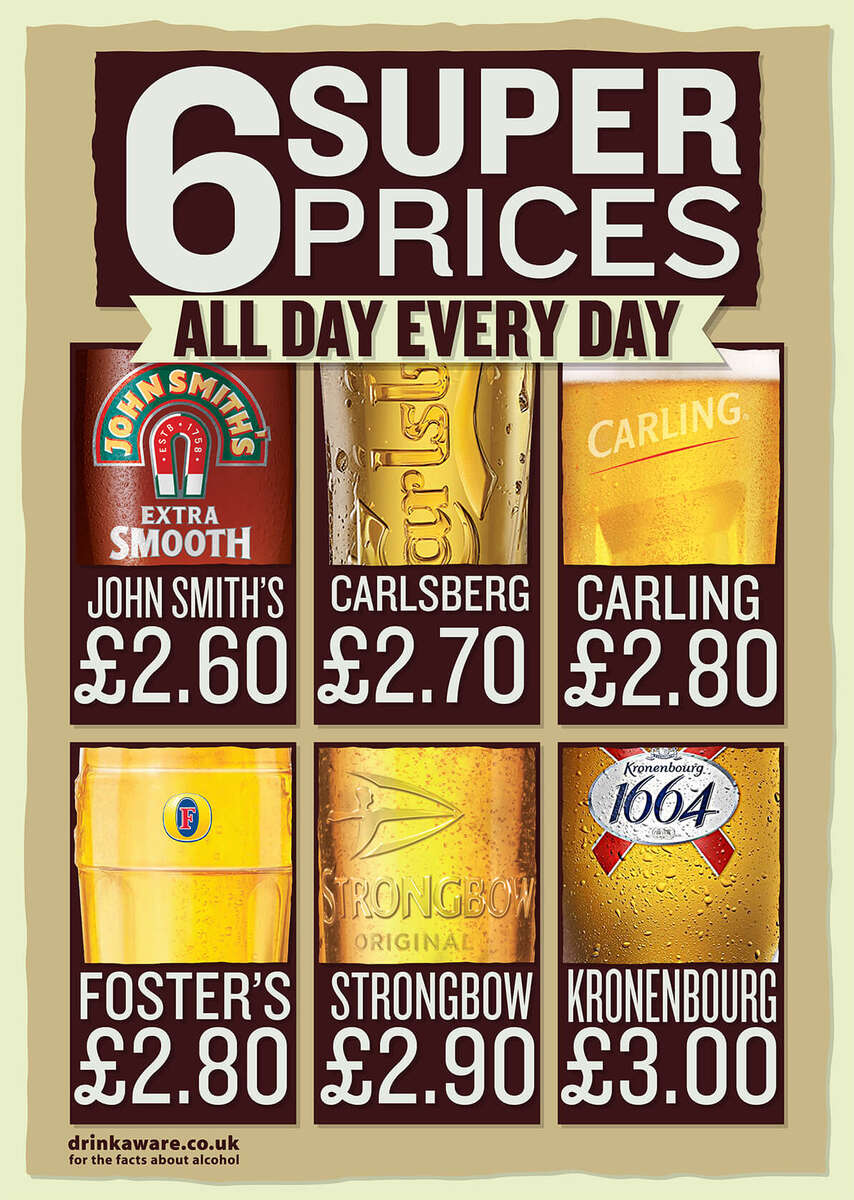 6 SUPER
PRICES
ALL DAY EVERY DAY
JOHN SMITH'S
ESTB · 1758
EXTRA
SMOOTH
JOHN SMITH'S
£2.60
Carlsb
CARLSBERG
£2.70
CARLING
CARLING
£2.80
F
FOSTER'S
£2.80
STRONGBOW
ORIGINAL
STRONGBOW
£2.90
Kronenbourg
1664
KRONENBOURG
£3.00
drinkaware.co.uk
for the facts about alcohol